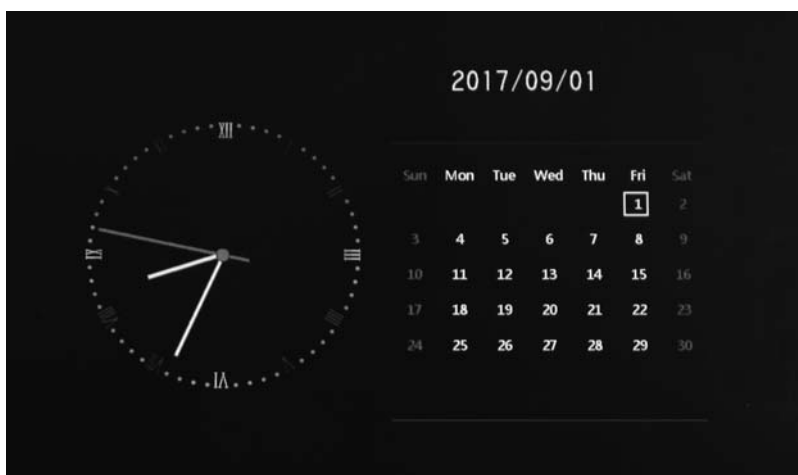 2017/09/01
XII
III
VI
IX
Sun Mon Tue Wed Thu Fri Sat
1 2
3 4 5 6 7 8 9
10 11 12 13 14 15 16
17 18 19 20 21 22 23
24 25 26 27 28 29 30